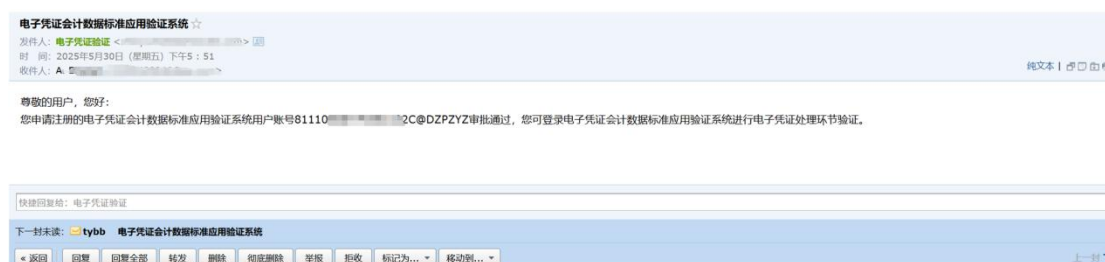 电子凭证会计数据标准应用验证系统
发件人：电子凭证验证 <
时 间：2025年5月30日（星期五）下午5：51
收件人：A
纯文本 |
尊敬的用户，您好：
您申请注册的电子凭证会计数据标准应用验证系统用户账号81110 2C@DZPZYZ审批通过，您可登录电子凭证会计数据标准应用验证系统进行电子凭证处理环节验证。
快捷回复给：电子凭证验证
下一封未读：tybb 电子凭证会计数据标准应用验证系统
« 返回 回复 回复全部 转发 删除 彻底删除 举报 拒收 标记为... 移动到... 上一封